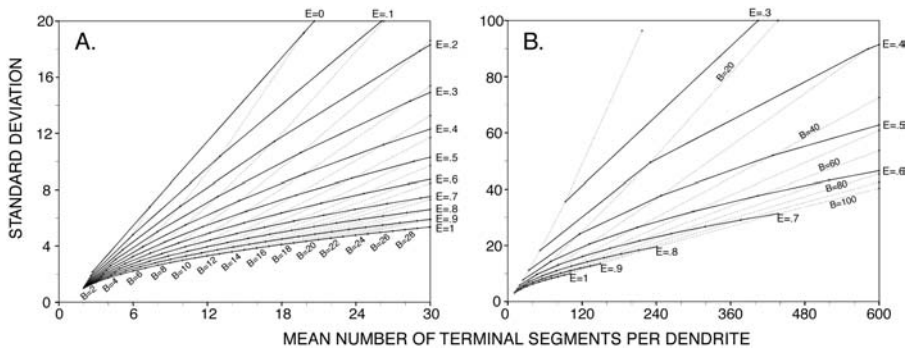 A.
B.
STANDARD DEVIATION
20
16
12
8
4
0
0
6
12
18
24
30
E=0
E=.1
E=.2
E=.3
E=.4
E=.5
E=.6
E=.7
E=.8
E=.9
E=1
B=2
B=4
B=6
B=8
B=10
B=12
B=14
B=16
B=18
B=20
B=22
B=24
B=26
B=28
100
80
60
40
20
0
0
120
240
360
480
600
E=.3
E=.4
E=.5
E=.6
E=.7
E=.8
E=.9
E=1
B=20
B=40
B=60
B=80
B=100
MEAN NUMBER OF TERMINAL SEGMENTS PER DENDRITE